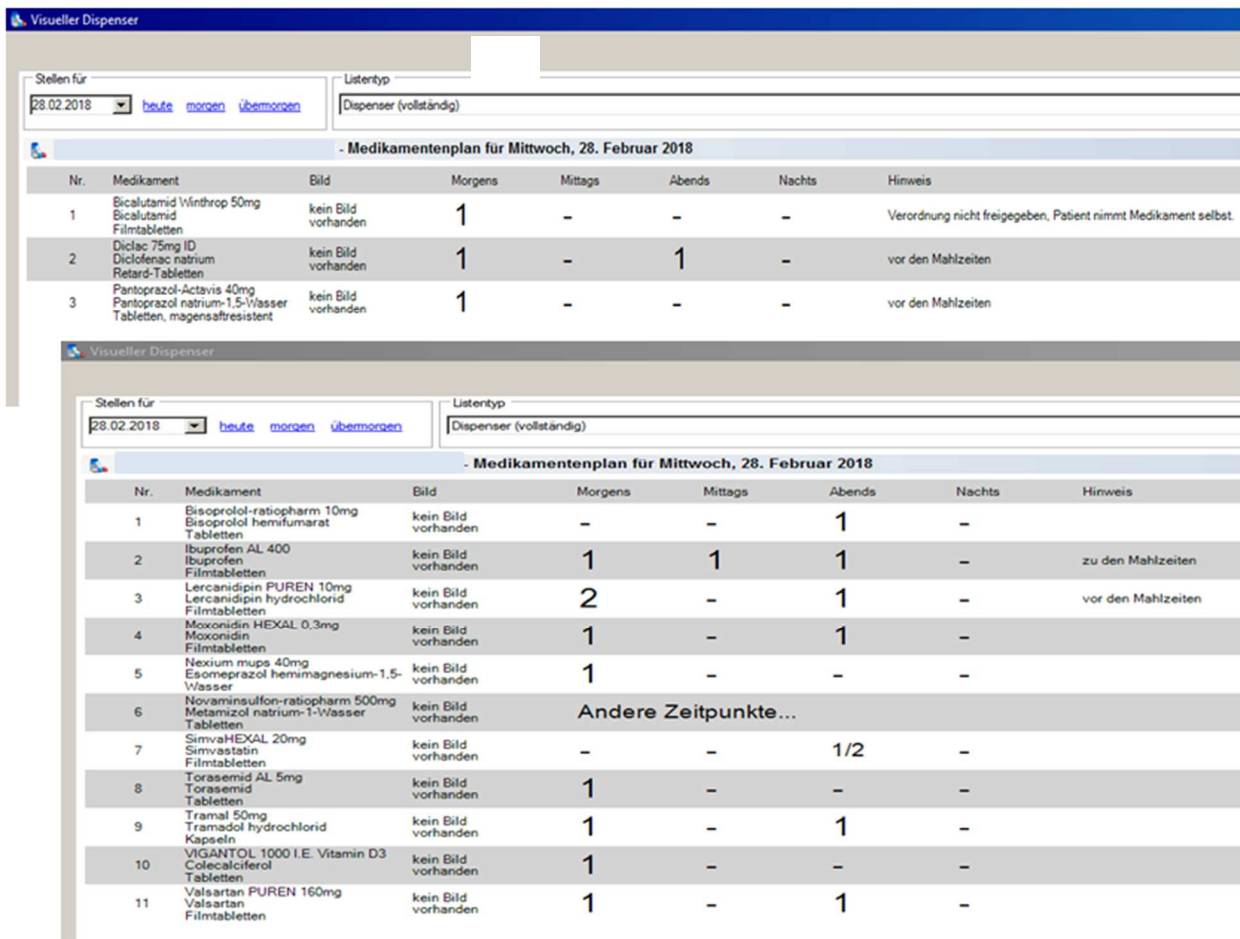 Visueller Dispenser
Stellen für
Listentyp
28.02.2018 heute morgen übermorgen Dispenser (vollständig)
- Medikamentenplan für Mittwoch, 28. Februar 2018
Nr. Medikament Bild Morgens Mittags Abends Nachts Hinweis
Bicalutamid Winthrop 50mg
1 Bicalutamid kein Bild vorhanden 1 - - - Verordnung nicht freigegeben, Patient nimmt Medikament selbst.
Filmtabletten
Diclac 75mg ID
2 Diclofenac natrium kein Bild vorhanden 1 - 1 - vor den Mahlzeiten
Retard-Tabletten
Pantoprazol-Actavis 40mg
3 Pantoprazol natrium-1,5-Wasser kein Bild vorhanden 1 - - - vor den Mahlzeiten
Tabletten, magensaftresistent
Visueller Dispenser
Stellen für
Listentyp
28.02.2018 heute morgen übermorgen Dispenser (vollständig)
- Medikamentenplan für Mittwoch, 28. Februar 2018
Nr. Medikament Bild Morgens Mittags Abends Nachts Hinweis
Bisoprolol-ratiopharm 10mg
1 Bisoprolol hemifumarat kein Bild vorhanden - - 1 -
Tabletten
Ibuprofen AL 400
2 Ibuprofen kein Bild vorhanden 1 1 1 - zu den Mahlzeiten
Filmtabletten
Lercanidipin PUREN 10mg
3 Lercanidipin hydrochlorid kein Bild vorhanden 2 - 1 - vor den Mahlzeiten
Filmtabletten
Moxonidin HEXAL 0,3mg
4 Moxonidin kein Bild vorhanden 1 - 1 -
Filmtabletten
Nexium mups 40mg
5 Esomeprazol hemimagnesium-1,5- kein Bild vorhanden 1 - - -
Wasser
Novaminsulfon-ratiopharm 500mg
6 Metamizol natrium-1-Wasser kein Bild vorhanden Andere Zeitpunkte...
Tabletten
SimvaHEXAL 20mg
7 Simvastatin kein Bild vorhanden - - 1/2 -
Filmtabletten
Torasemid AL 5mg
8 Torasemid kein Bild vorhanden 1 - - -
Tabletten
Tramal 50mg
9 Tramadol hydrochlorid kein Bild vorhanden 1 - 1 -
Kapseln
VIGANTOL 1000 I.E. Vitamin D3
10 Colecalciferol kein Bild vorhanden 1 - - -
Tabletten
Valsartan PUREN 160mg
11 Valsartan kein Bild vorhanden 1 - 1 -
Filmtabletten